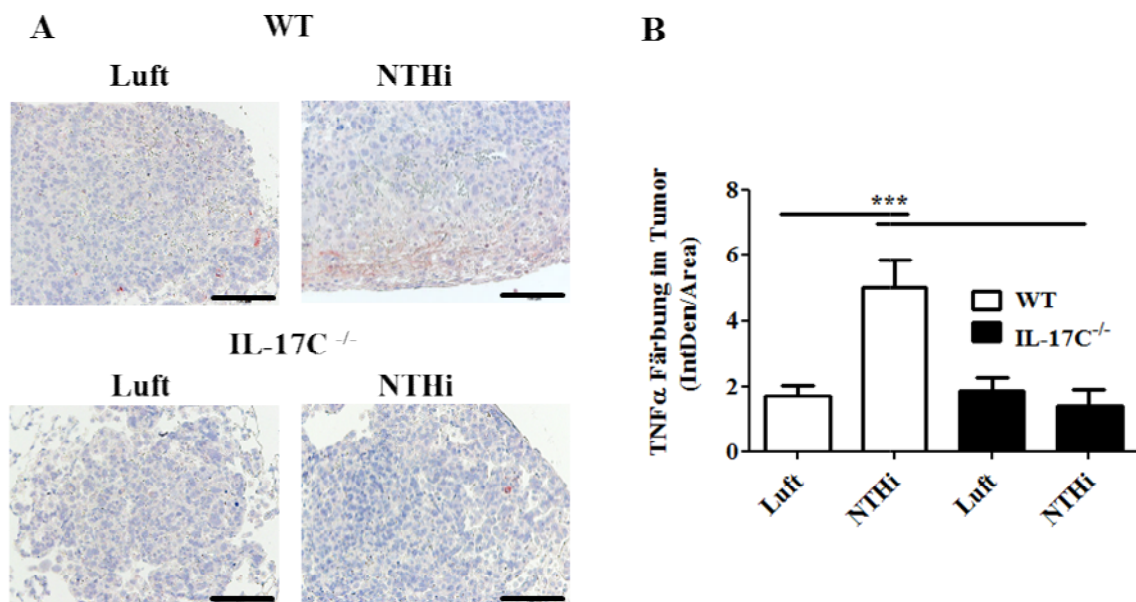 A
WT
Luft
NTHi
IL-17C -/-
Luft
NTHi
B
TNFα Färbung im Tumor
(IntDen/Area)
8
6
4
2
0
***
WT
IL-17C-/-
Luft
NTHi
Luft
NTHi